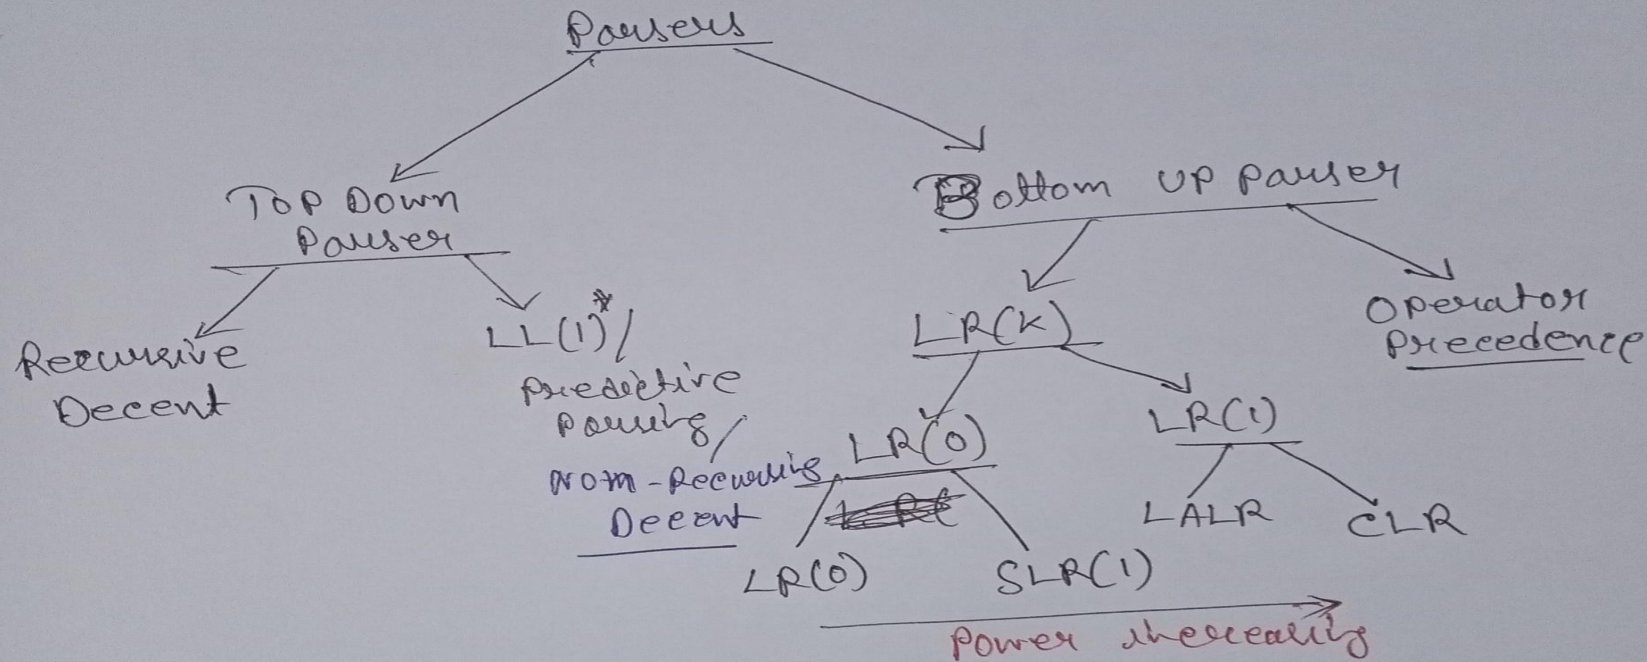 Parsers
Top Down
Parser
Bottom UP Parser
Recursive
Decent
LL(1)*/
Predective
Parsing/
Non-Recursive
Decent
LR(K)
Operator
Precedence
LR(0)
LR(1)
LR(0)
SLR(1)
LALR
CLR
Power increasing